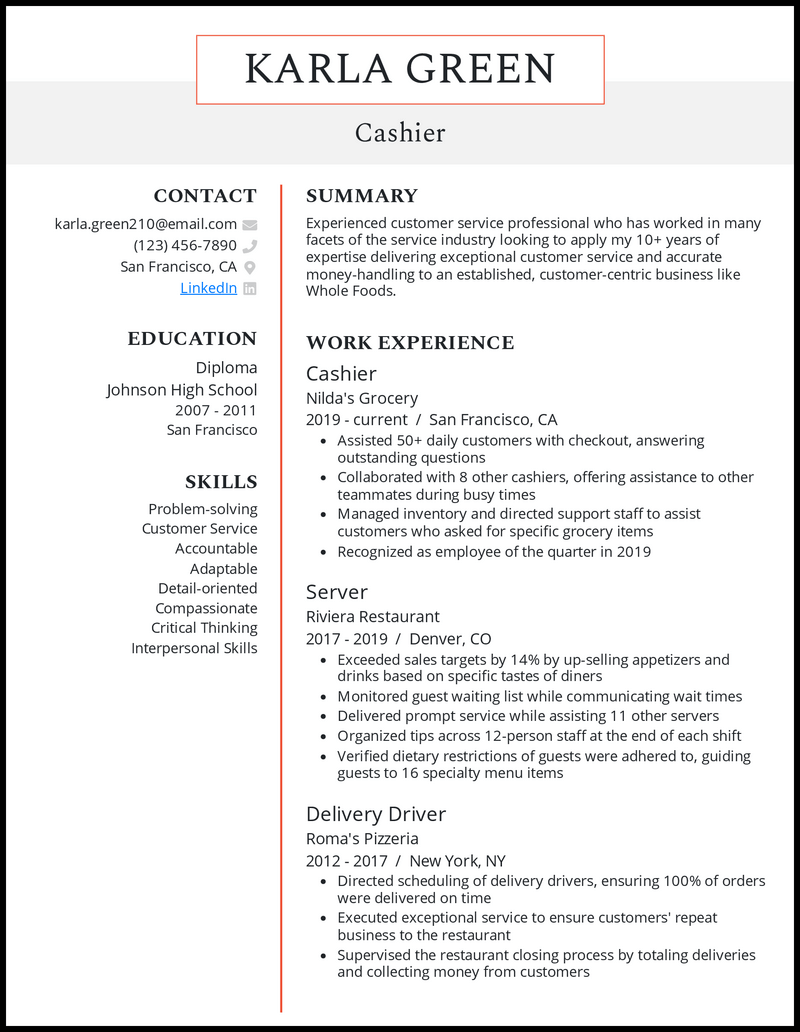 KARLA GREEN
Cashier
CONTACT
karla.green210@email.com
(123) 456-7890
San Francisco, CA
LinkedIn
EDUCATION
Diploma
Johnson High School
2007 - 2011
San Francisco
SKILLS
Problem-solving
Customer Service
Accountable
Adaptable
Detail-oriented
Compassionate
Critical Thinking
Interpersonal Skills
SUMMARY
Experienced customer service professional who has worked in many
facets of the service industry looking to apply my 10+ years of
expertise delivering exceptional customer service and accurate
money-handling to an established, customer-centric business like
Whole Foods.
WORK EXPERIENCE
Cashier
Nilda's Grocery
2019 - current / San Francisco, CA
• Assisted 50+ daily customers with checkout, answering
outstanding questions
• Collaborated with 8 other cashiers, offering assistance to other
teammates during busy times
• Managed inventory and directed support staff to assist
customers who asked for specific grocery items
• Recognized as employee of the quarter in 2019
Server
Riviera Restaurant
2017 - 2019 / Denver, CO
• Exceeded sales targets by 14% by up-selling appetizers and
drinks based on specific tastes of diners
• Monitored guest waiting list while communicating wait times
• Delivered prompt service while assisting 11 other servers
• Organized tips across 12-person staff at the end of each shift
• Verified dietary restrictions of guests were adhered to, guiding
guests to 16 specialty menu items
Delivery Driver
Roma's Pizzeria
2012 - 2017 / New York, NY
• Directed scheduling of delivery drivers, ensuring 100% of orders
were delivered on time
• Executed exceptional service to ensure customers' repeat
business to the restaurant
• Supervised the restaurant closing process by totaling deliveries
and collecting money from customers